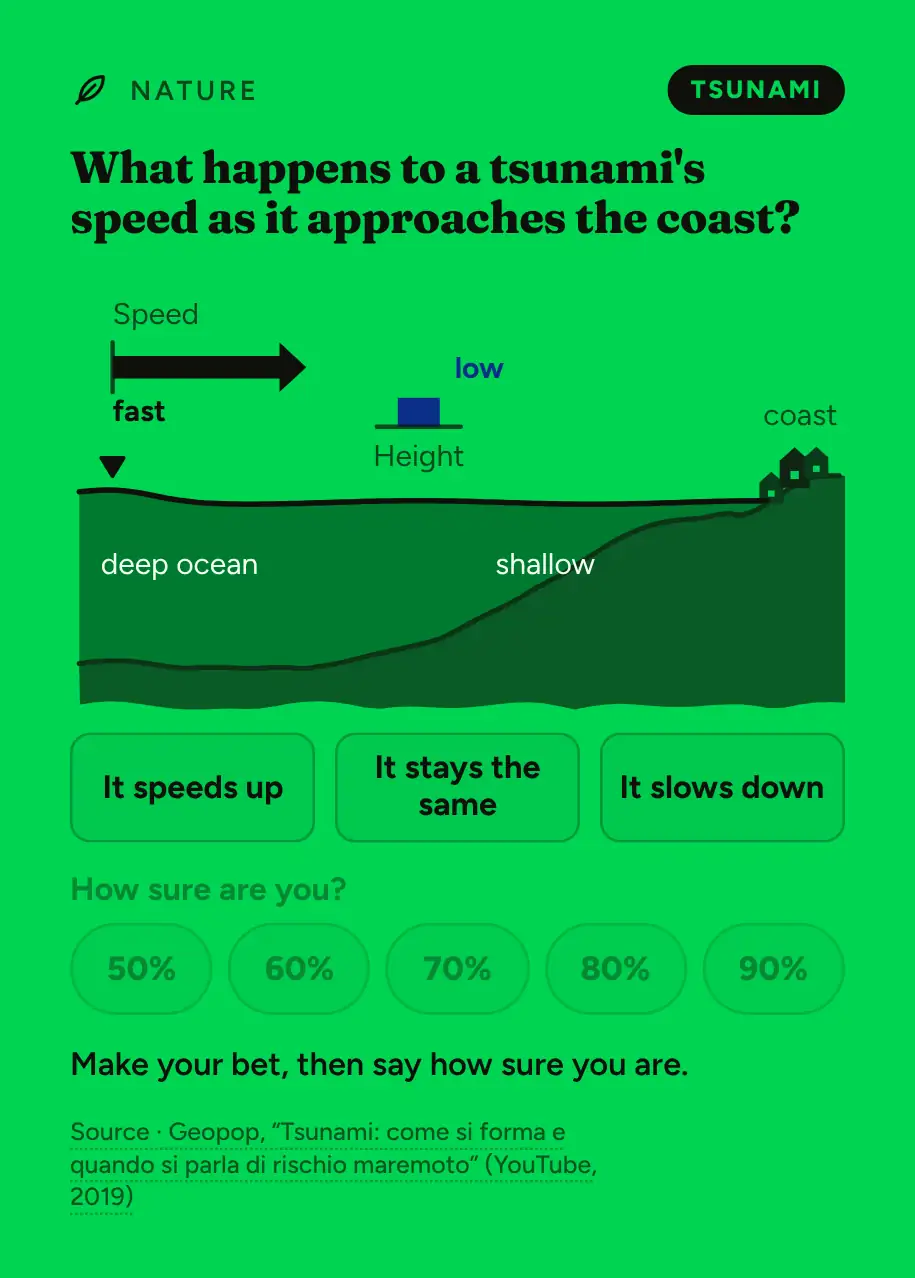 NATURE
TSUNAMI
What happens to a tsunami's
speed as it approaches the coast?
Speed
fast
low
Height
coast
deep ocean
shallow
It speeds up
It stays the
same
It slows down
How sure are you?
50%
60%
70%
80%
90%
Make your bet, then say how sure you are.
Source · Geopop, “Tsunami: come si forma e
quando si parla di rischio maremoto” (YouTube,
2019)